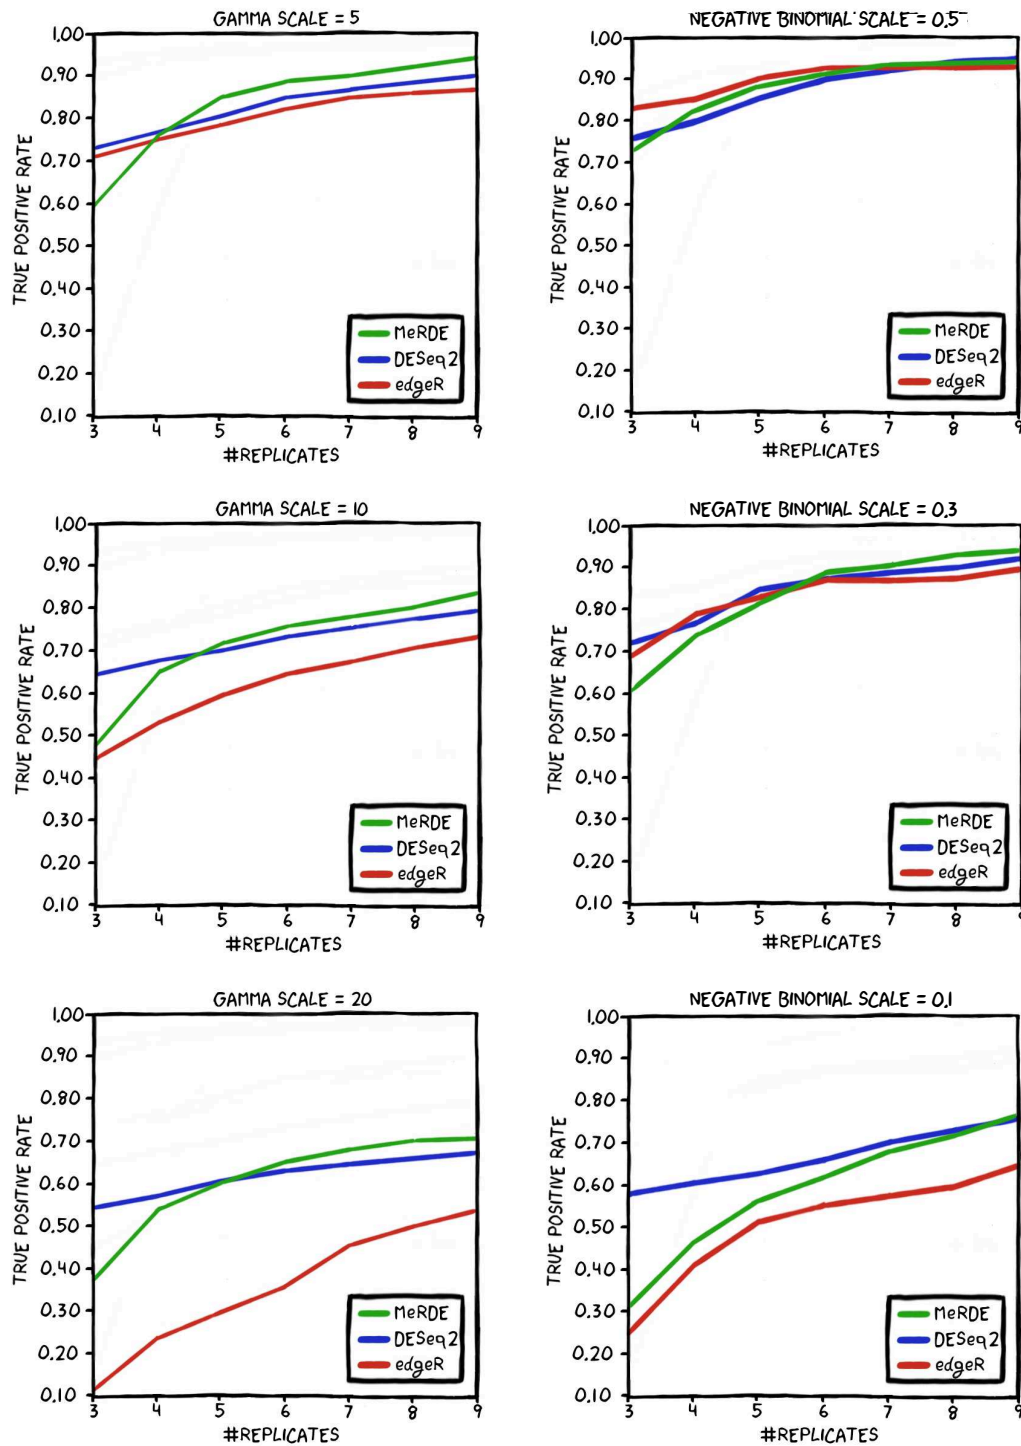 GAMMA SCALE = 5
TRUE POSITIVE RATE
1.00
0.90
0.80
0.70
0.60
0.50
0.40
0.30
0.20
0.10
3 4 5 6 7 8 9
#REPLICATES
MeRDE
DESeq2
edgeR
NEGATIVE BINOMIAL SCALE = 0.5
TRUE POSITIVE RATE
1.00
0.90
0.80
0.70
0.60
0.50
0.40
0.30
0.20
0.10
3 4 5 6 7 8 9
#REPLICATES
MeRDE
DESeq2
edgeR
GAMMA SCALE = 10
TRUE POSITIVE RATE
1.00
0.90
0.80
0.70
0.60
0.50
0.40
0.30
0.20
0.10
3 4 5 6 7 8 9
#REPLICATES
MeRDE
DESeq2
edgeR
NEGATIVE BINOMIAL SCALE = 0.3
TRUE POSITIVE RATE
1.00
0.90
0.80
0.70
0.60
0.50
0.40
0.30
0.20
0.10
3 4 5 6 7 8 9
#REPLICATES
MeRDE
DESeq2
edgeR
GAMMA SCALE = 20
TRUE POSITIVE RATE
1.00
0.90
0.80
0.70
0.60
0.50
0.40
0.30
0.20
0.10
3 4 5 6 7 8 9
#REPLICATES
MeRDE
DESeq2
edgeR
NEGATIVE BINOMIAL SCALE = 0.1
TRUE POSITIVE RATE
1.00
0.90
0.80
0.70
0.60
0.50
0.40
0.30
0.20
0.10
3 4 5 6 7 8 9
#REPLICATES
MeRDE
DESeq2
edgeR